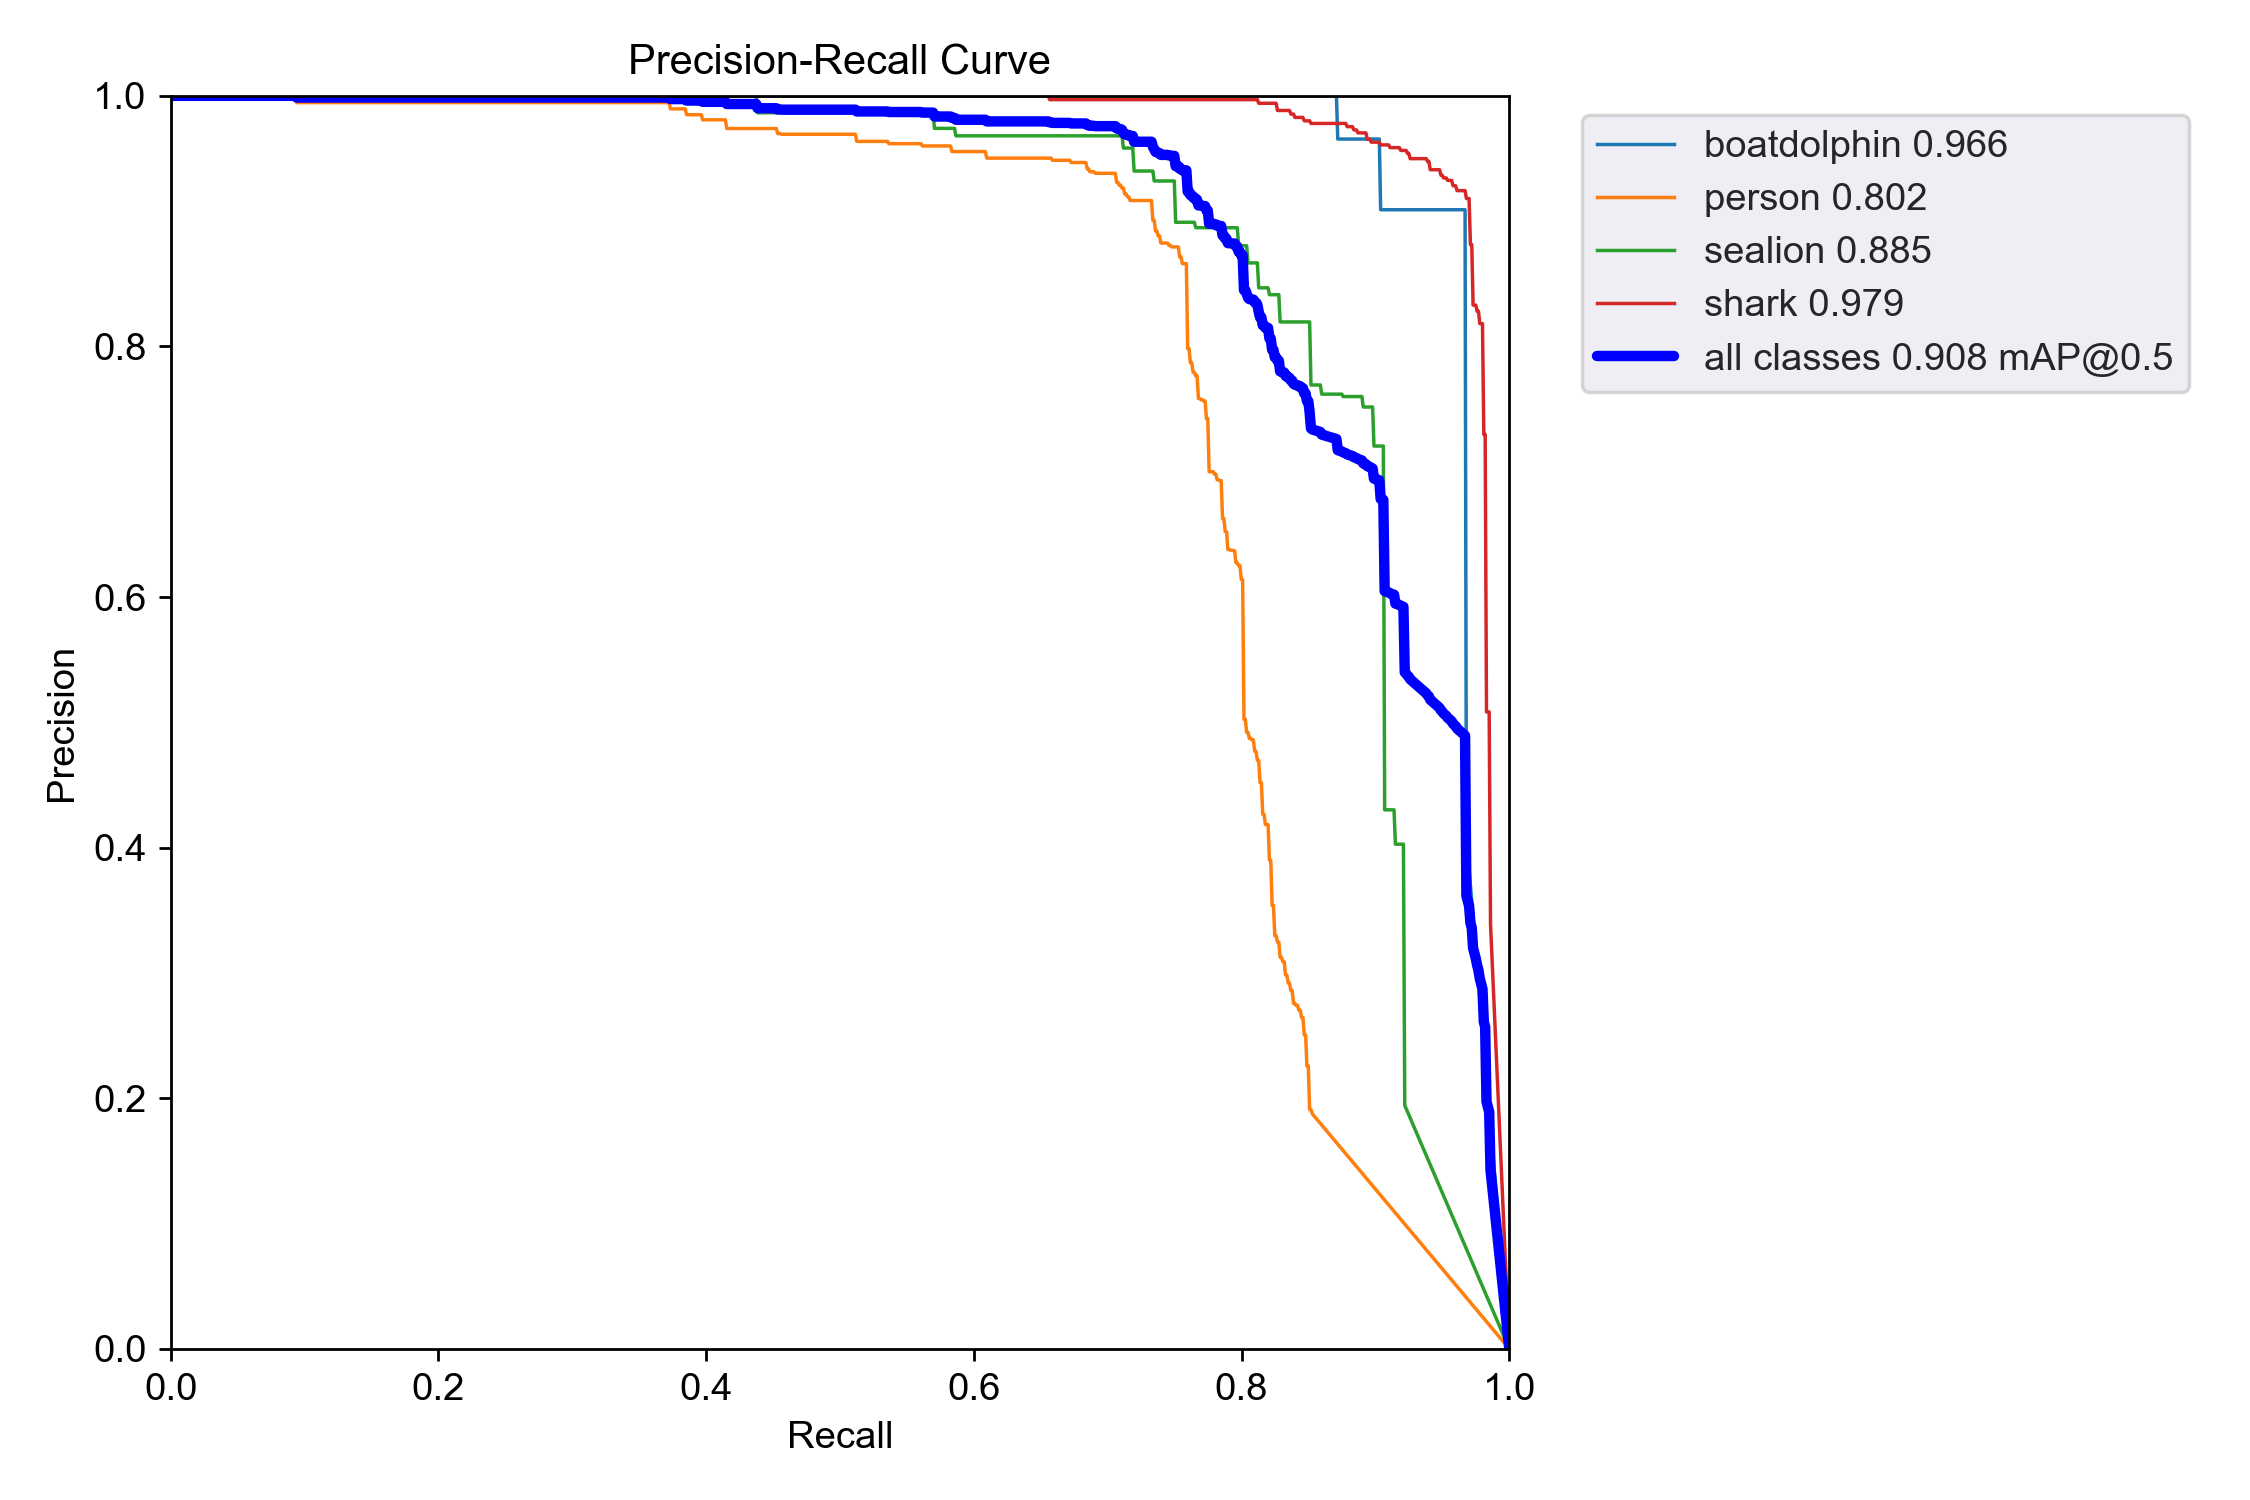 Precision-Recall Curve
1.0
0.8
0.6
0.4
0.2
0.0
Precision
0.0 0.2 0.4 0.6 0.8 1.0
Recall
boatdolphin 0.966
person 0.802
sealion 0.885
shark 0.979
all classes 0.908 mAP@0.5